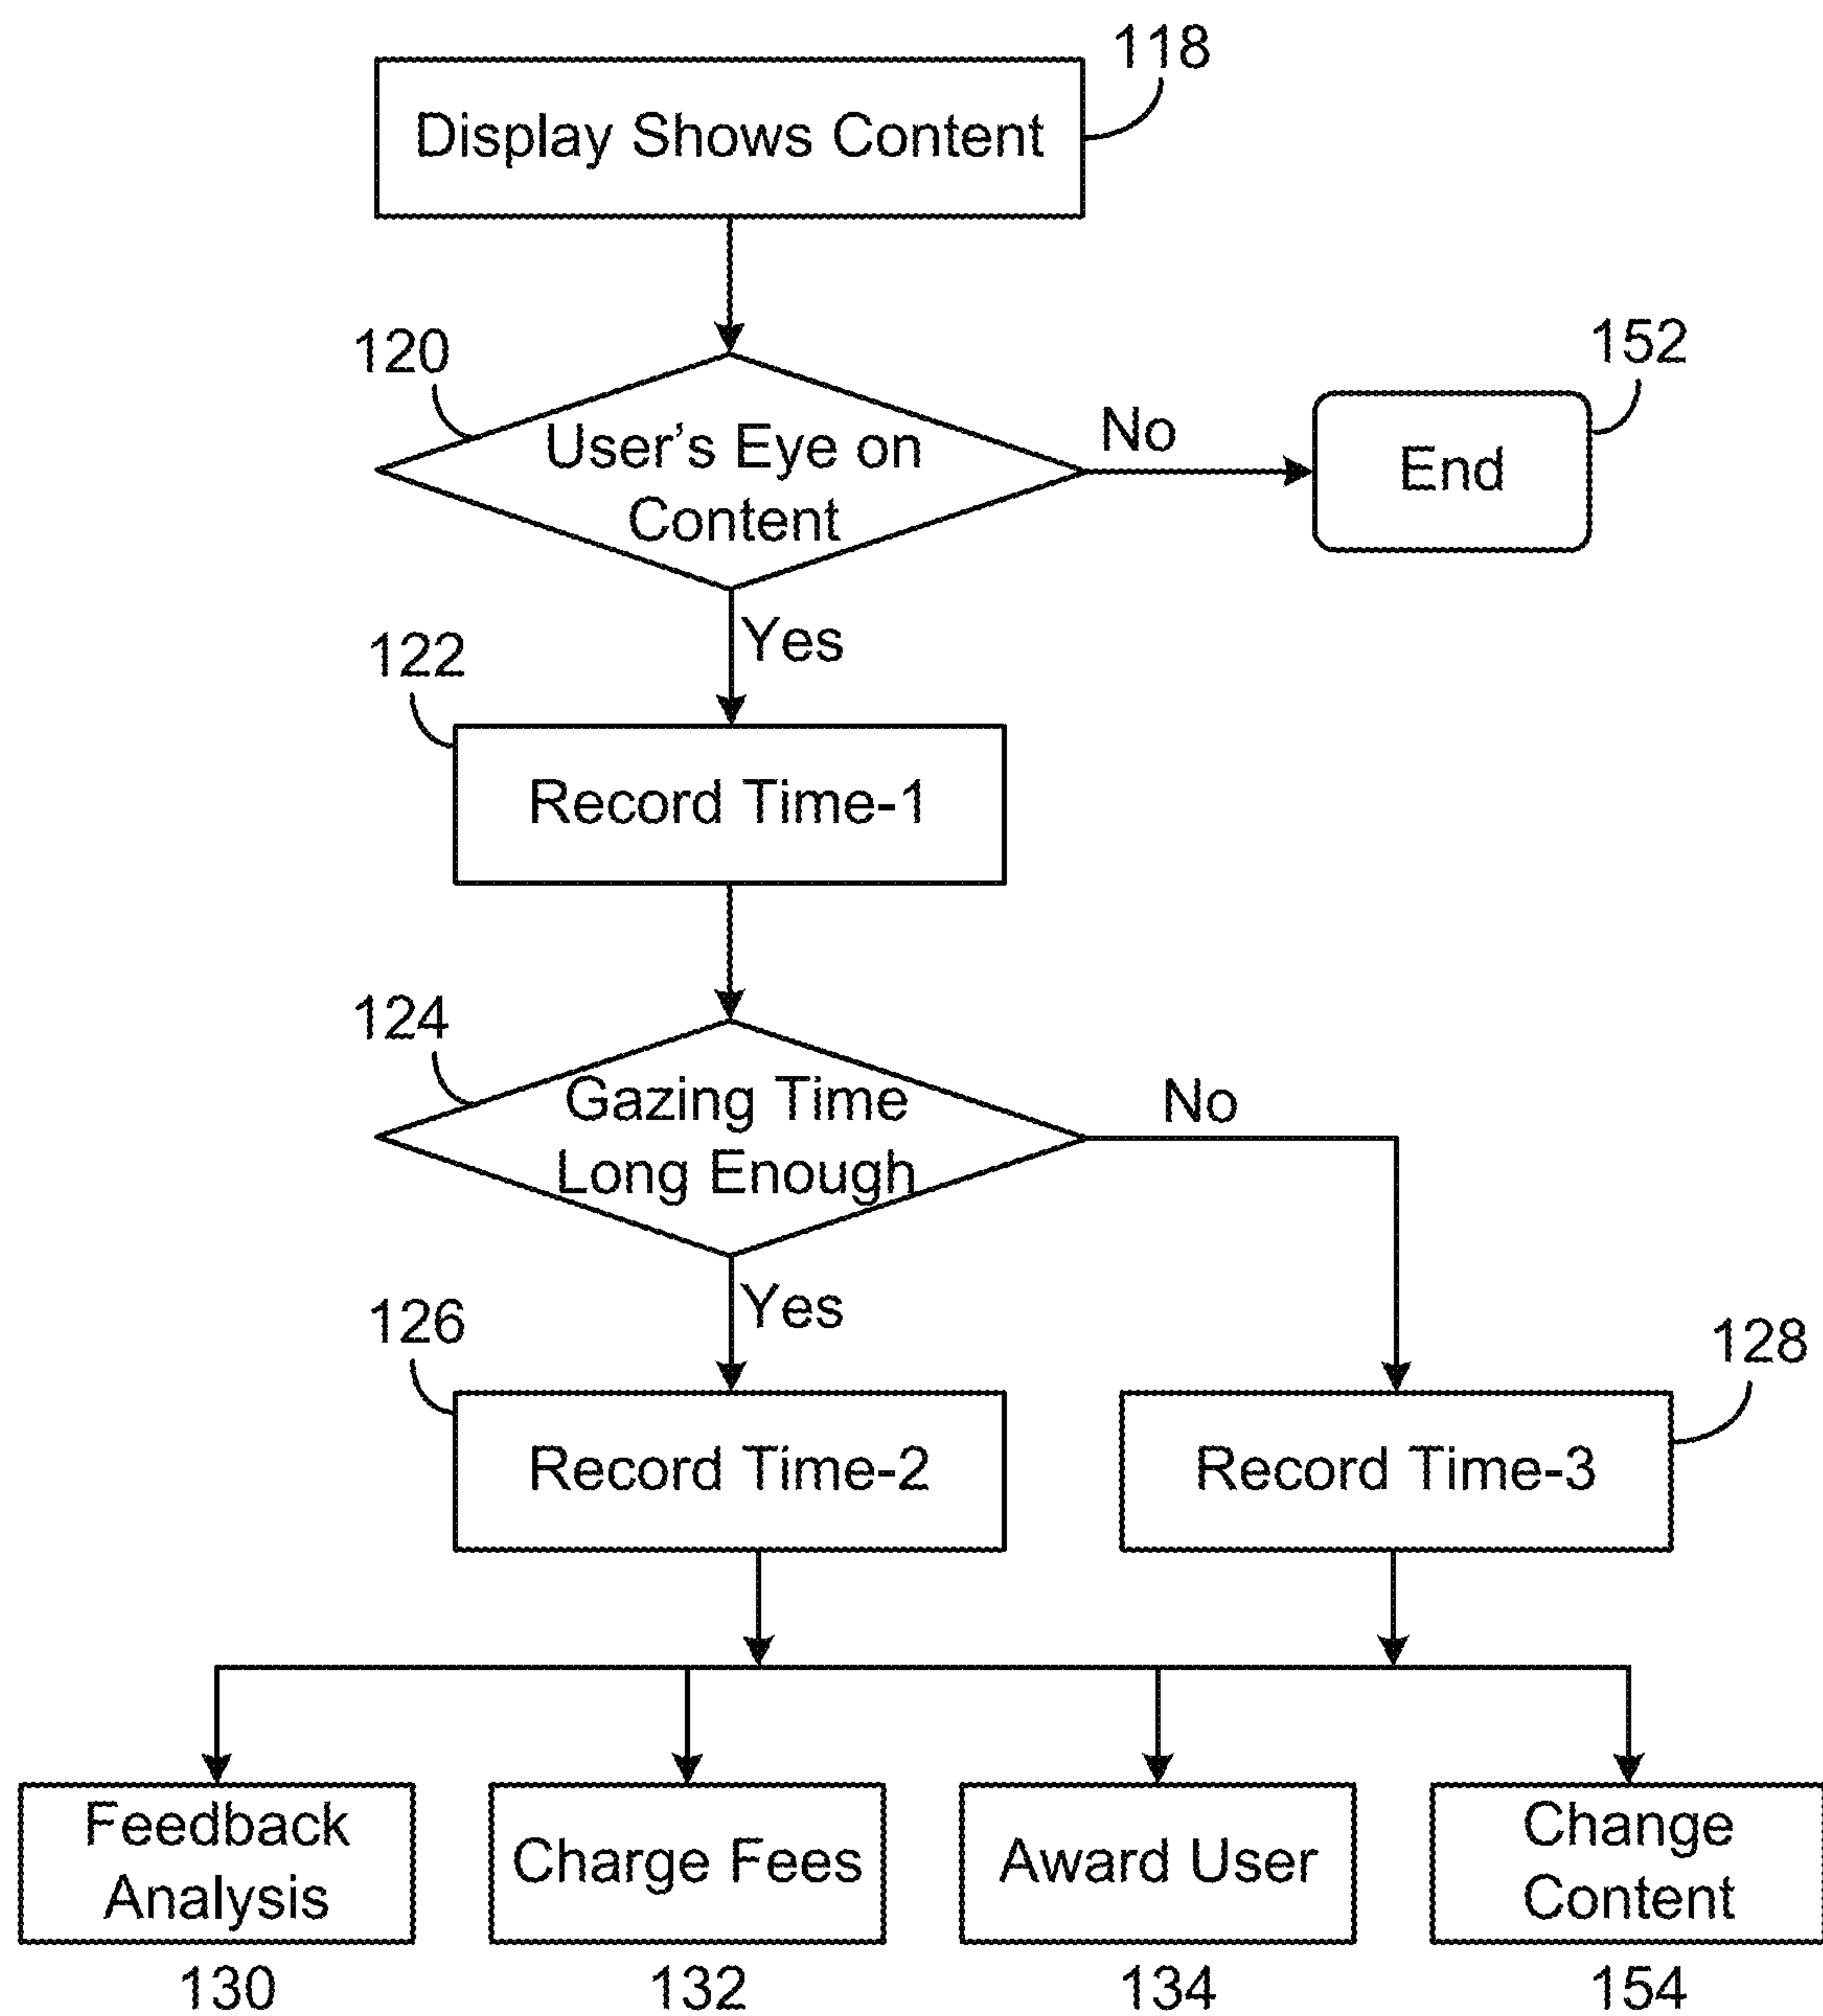 118
Display Shows Content
120
User's Eye on
Content
No
152
End
Yes
122
Record Time-1
124
Gazing Time
Long Enough
No
Yes
126
Record Time-2
128
Record Time-3
Feedback
Analysis
Charge Fees
Award User
Change
Content
130
132
134
154